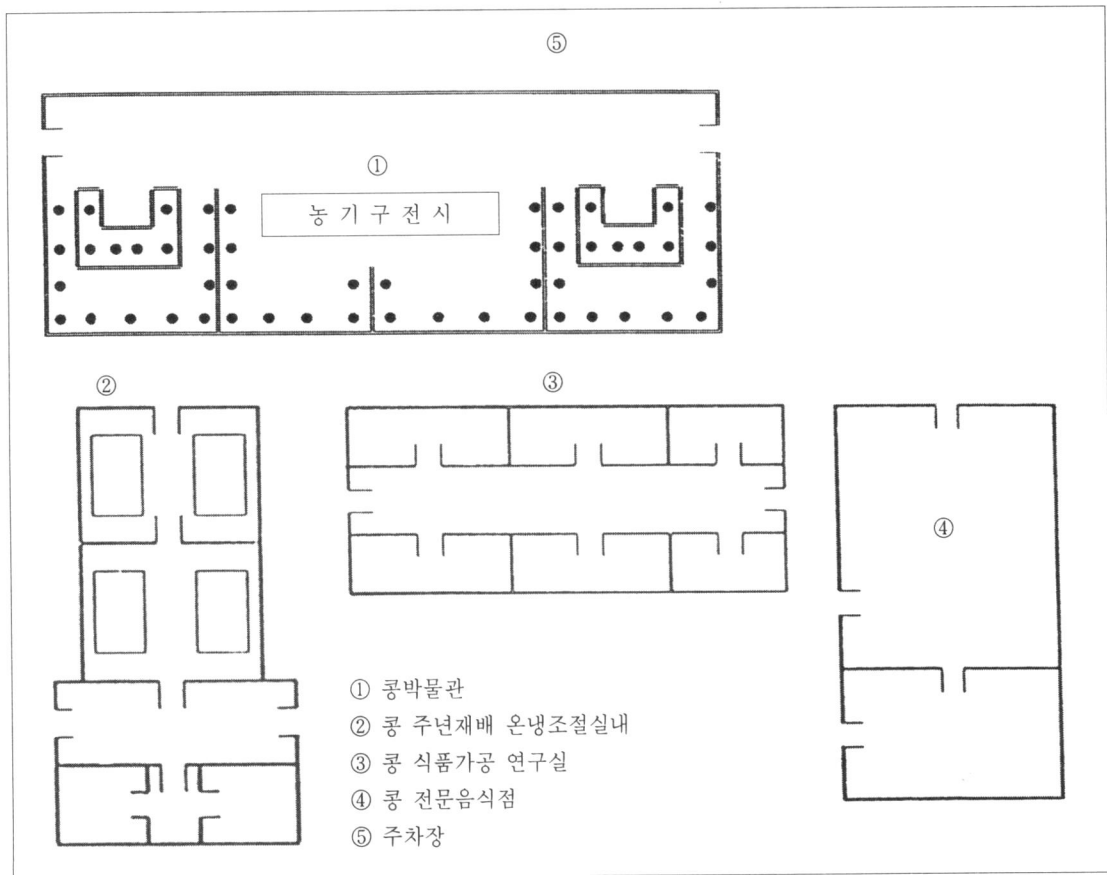 ⑤
①
농 기 구 전 시
②
③
④
① 콩박물관
② 콩 주년재배 온냉조절실내
③ 콩 식품가공 연구실
④ 콩 전문음식점
⑤ 주차장